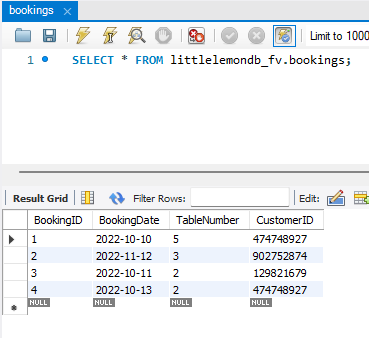 bookings
Limit to 1000
1 SELECT * FROM littlelemondb_fv.bookings;
Result Grid Filter Rows: Edit:
BookingID BookingDate TableNumber CustomerID
1 2022-10-10 5 474748927
2 2022-11-12 3 902752874
3 2022-10-11 2 129821679
4 2022-10-13 2 474748927
NULL NULL NULL NULL